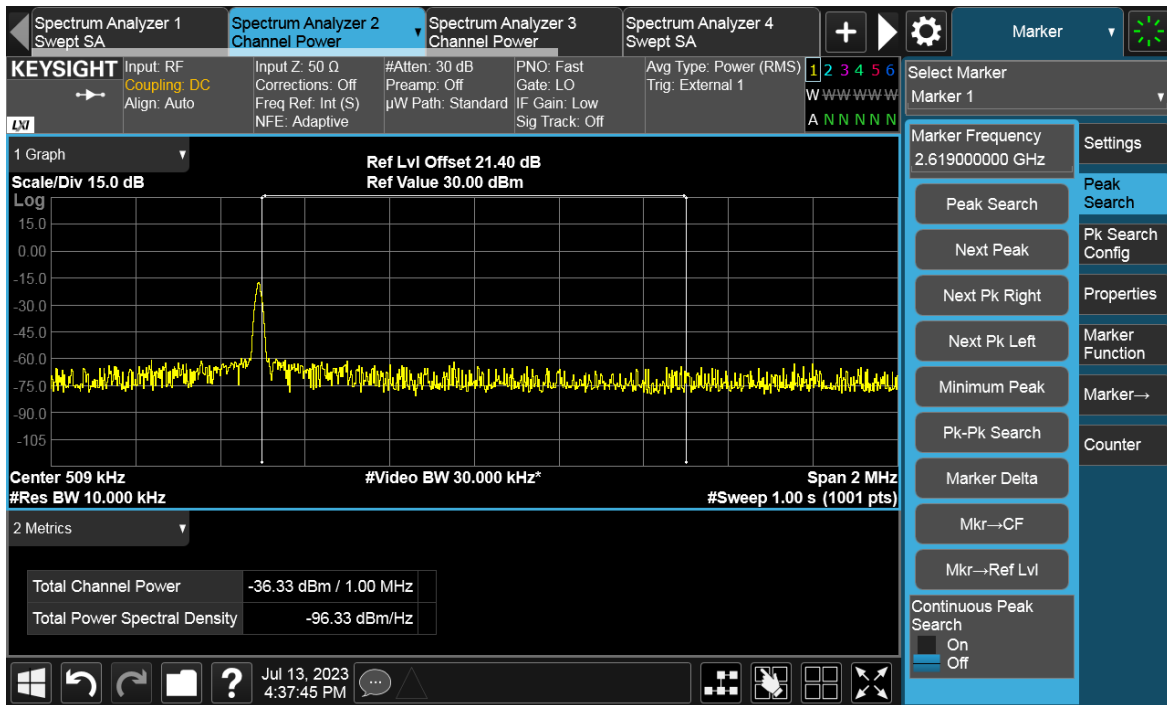 Spectrum Analyzer 1
Swept SA
Spectrum Analyzer 2
Channel Power
Spectrum Analyzer 3
Channel Power
Spectrum Analyzer 4
Swept SA
Marker
KEYSIGHT
LXI
Input: RF
Coupling: DC
Align: Auto
Input Z: 50 Ω
Corrections: Off
Freq Ref: Int (S)
NFE: Adaptive
#Atten: 30 dB
Preamp: Off
µW Path: Standard
PNO: Fast
Gate: LO
IF Gain: Low
Sig Track: Off
Avg Type: Power (RMS)
Trig: External 1
1 2 3 4 5 6
W W W W W W
A N N N N N
Select Marker
Marker 1
1 Graph
Scale/Div 15.0 dB
Ref Lvl Offset 21.40 dB
Ref Value 30.00 dBm
Log
15.0
0.00
-15.0
-30.0
-45.0
-60.0
-75.0
-90.0
-105
Center 509 kHz
#Video BW 30.000 kHz*
Span 2 MHz
#Res BW 10.000 kHz
#Sweep 1.00 s (1001 pts)
2 Metrics
Total Channel Power -36.33 dBm / 1.00 MHz
Total Power Spectral Density -96.33 dBm/Hz
Marker Frequency
2.619000000 GHz
Peak Search
Next Peak
Next Pk Right
Next Pk Left
Minimum Peak
Pk-Pk Search
Marker Delta
Mkr→CF
Mkr→Ref Lvl
Continuous Peak
Search
On
Off
Settings
Peak
Search
Pk Search
Config
Properties
Marker
Function
Marker→
Counter
?
Jul 13, 2023
4:37:45 PM